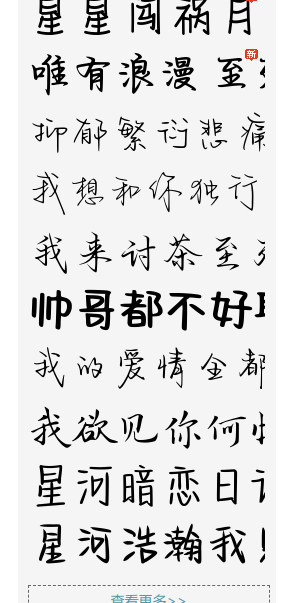 星星闯祸月
新
唯有浪漫至
抑郁繁衍悲痛
我想和你独行
我来讨茶至
帅哥都不好
我的爱情全都
我欲见你何
星河暗恋日
星河浩瀚我
查看更多>>